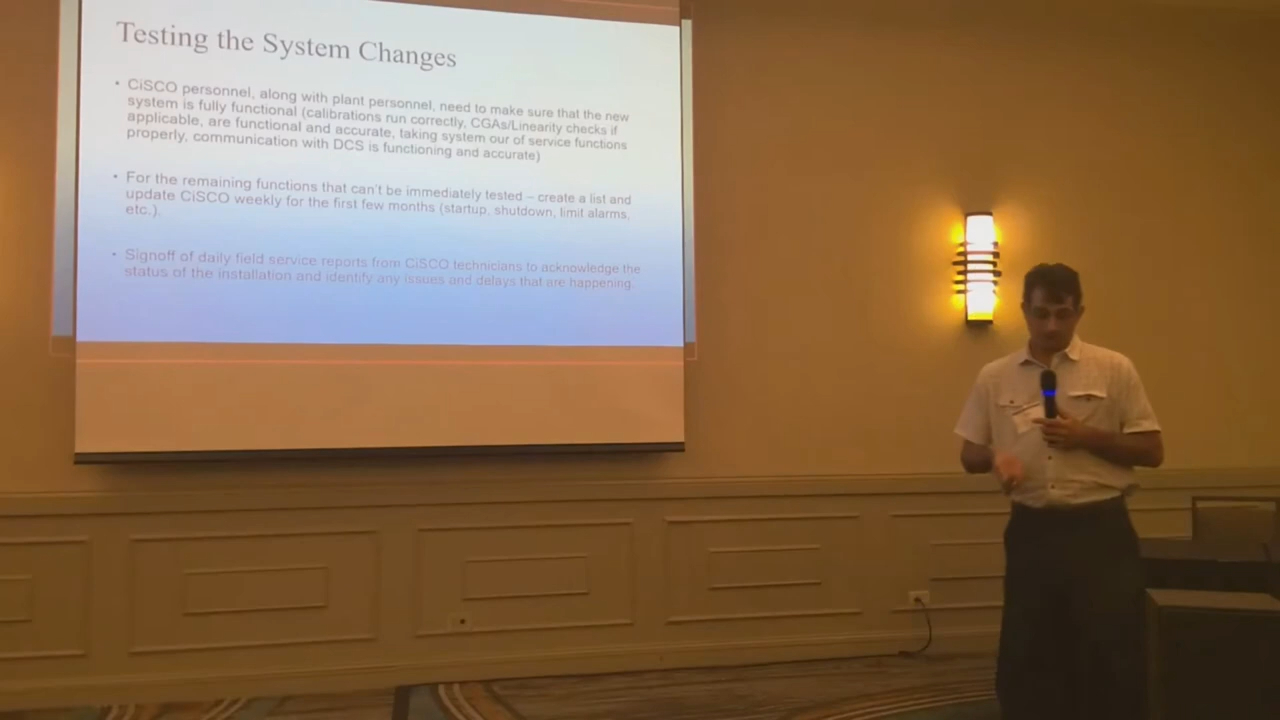 Testing the System Changes
• CiSCO personnel, along with plant personnel, need to make sure that the new
system is fully functional (calibrations run correctly, CGAs/Linearity checks if
applicable, are functional and accurate, taking system our of service functions
properly, communication with DCS is functioning and accurate)
• For the remaining functions that can't be immediately tested – create a list and
update CiSCO weekly for the first few months (startup, shutdown, limit alarms,
etc.).
• Signoff of daily field service reports from CiSCO technicians to acknowledge the
status of the installation and identify any issues and delays that are happening.